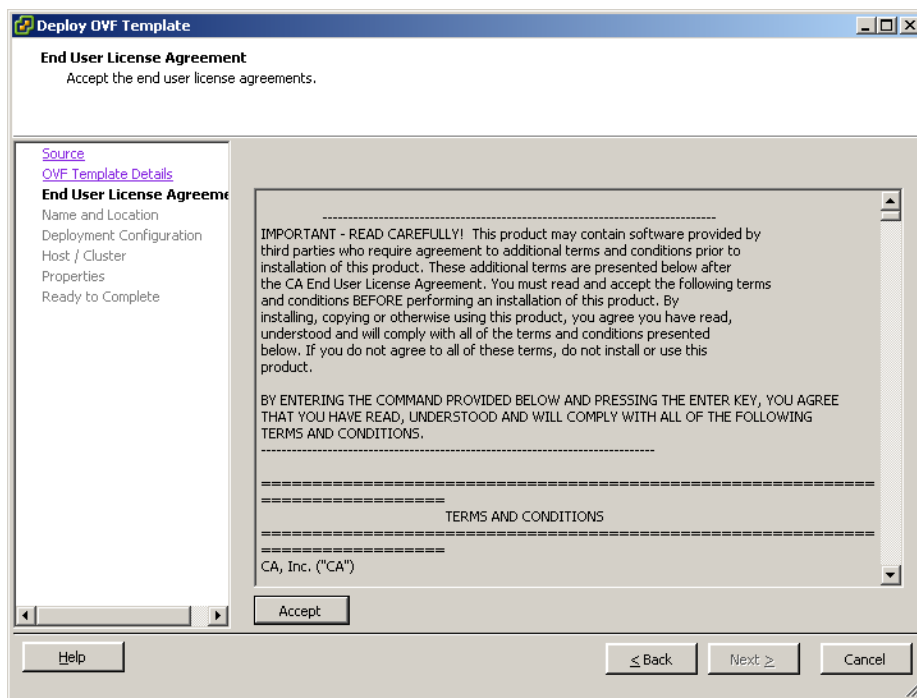 Deploy OVF Template
End User License Agreement
Accept the end user license agreements.
Source
OVF Template Details
End User License Agreeme
Name and Location
Deployment Configuration
Host / Cluster
Properties
Ready to Complete
------------------------------------------------------------------------------
IMPORTANT - READ CAREFULLY!  This product may contain software provided by
third parties who require agreement to additional terms and conditions prior to
installation of this product. These additional terms are presented below after
the CA End User License Agreement. You must read and accept the following terms
and conditions BEFORE performing an installation of this product. By
installing, copying or otherwise using this product, you agree you have read,
understood and will comply with all of the terms and conditions presented
below. If you do not agree to all of these terms, do not install or use this
product.
BY ENTERING THE COMMAND PROVIDED BELOW AND PRESSING THE ENTER KEY, YOU AGREE
THAT YOU HAVE READ, UNDERSTOOD AND WILL COMPLY WITH ALL OF THE FOLLOWING
TERMS AND CONDITIONS.
------------------------------------------------------------------------------
============================================================
==================
TERMS AND CONDITIONS
============================================================
==================
CA, Inc. ("CA")
Accept
Help
< Back
Next >
Cancel